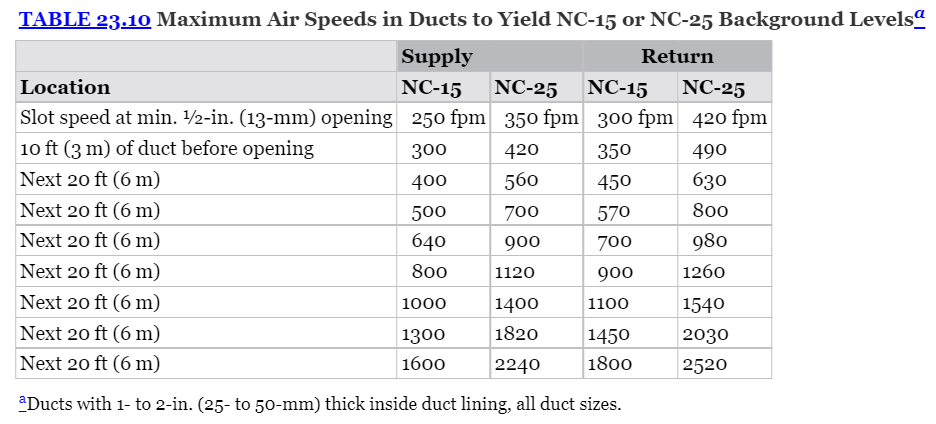 TABLE 23.10 Maximum Air Speeds in Ducts to Yield NC-15 or NC-25 Background Levelsa
Supply Return
Location NC-15 NC-25 NC-15 NC-25
Slot speed at min. ½-in. (13-mm) opening 250 fpm 350 fpm 300 fpm 420 fpm
10 ft (3 m) of duct before opening 300 420 350 490
Next 20 ft (6 m) 400 560 450 630
Next 20 ft (6 m) 500 700 570 800
Next 20 ft (6 m) 640 900 700 980
Next 20 ft (6 m) 800 1120 900 1260
Next 20 ft (6 m) 1000 1400 1100 1540
Next 20 ft (6 m) 1300 1820 1450 2030
Next 20 ft (6 m) 1600 2240 1800 2520
aDucts with 1- to 2-in. (25- to 50-mm) thick inside duct lining, all duct sizes.